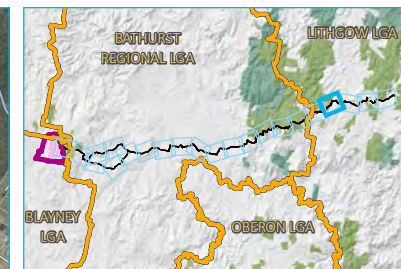 BATHURST
REGIONAL LGA
LITHGOW LGA
BLAYNEY
LGA
OBERON LGA